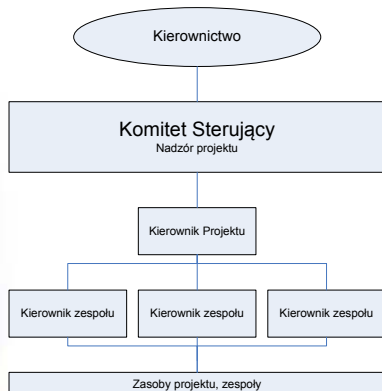 Kierownictwo
Komitet Sterujący
Nadzór projektu
Kierownik Projektu
Kierownik zespołu
Kierownik zespołu
Kierownik zespołu
Zasoby projektu, zespoły